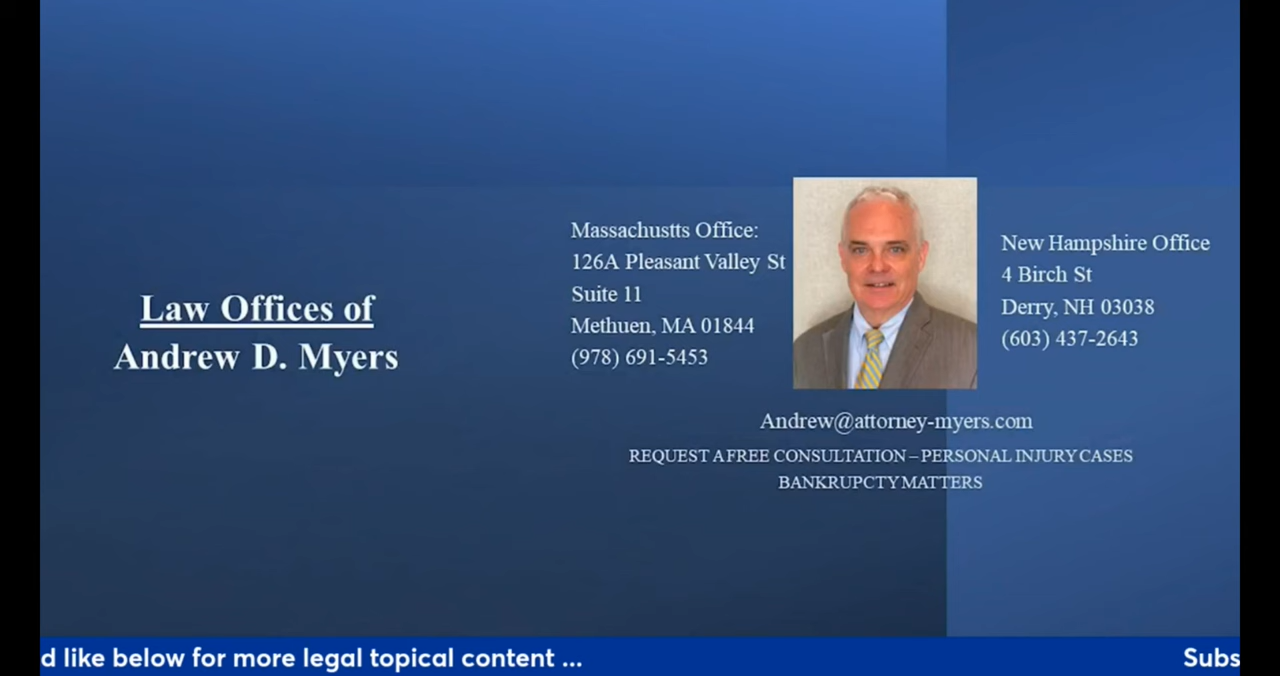 Law Offices of
Andrew D. Myers
Massachustts Office:
126A Pleasant Valley St
Suite 11
Methuen, MA 01844
(978) 691-5453
New Hampshire Office
4 Birch St
Derry, NH 03038
(603) 437-2643
Andrew@attorney-myers.com
REQUEST A FREE CONSULTATION – PERSONAL INJURY CASES
BANKRUPCTY MATTERS
d like below for more legal topical content ... Subs